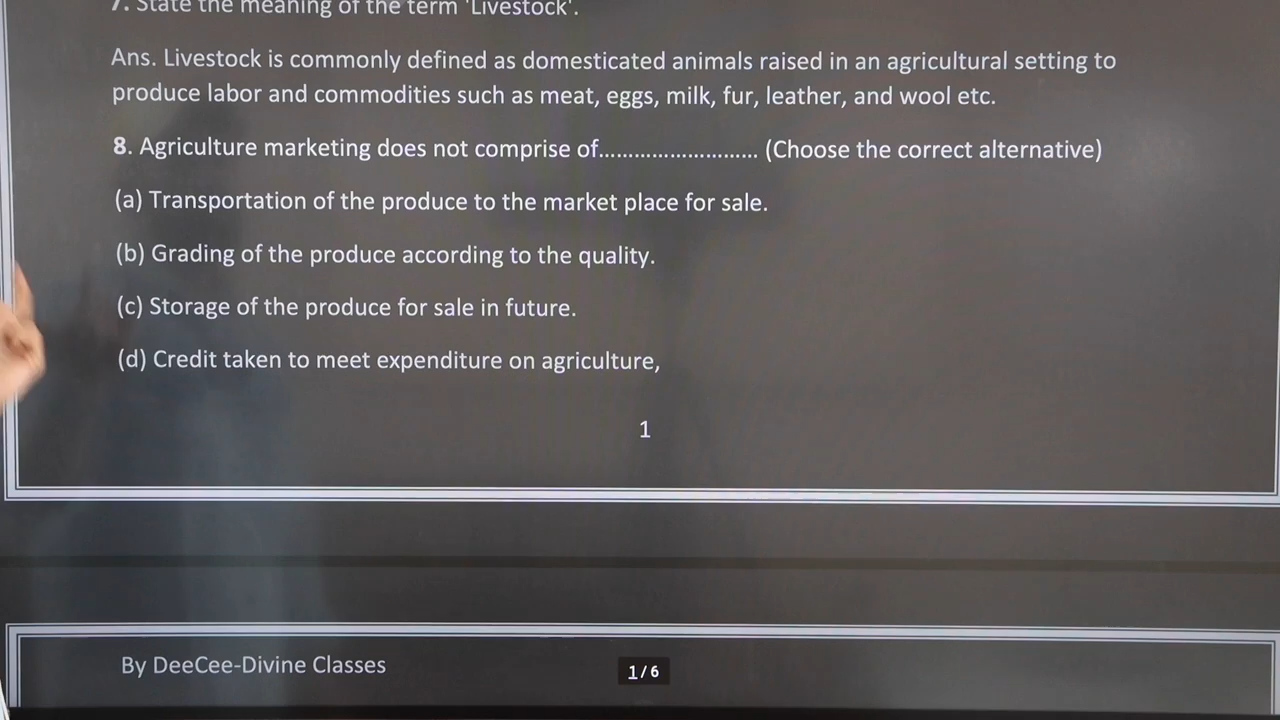 7. State the meaning of the term 'Livestock'.
Ans. Livestock is commonly defined as domesticated animals raised in an agricultural setting to
produce labor and commodities such as meat, eggs, milk, fur, leather, and wool etc.
8. Agriculture marketing does not comprise of........................... (Choose the correct alternative)
(a) Transportation of the produce to the market place for sale.
(b) Grading of the produce according to the quality.
(c) Storage of the produce for sale in future.
(d) Credit taken to meet expenditure on agriculture,
1
By DeeCee-Divine Classes
1/6